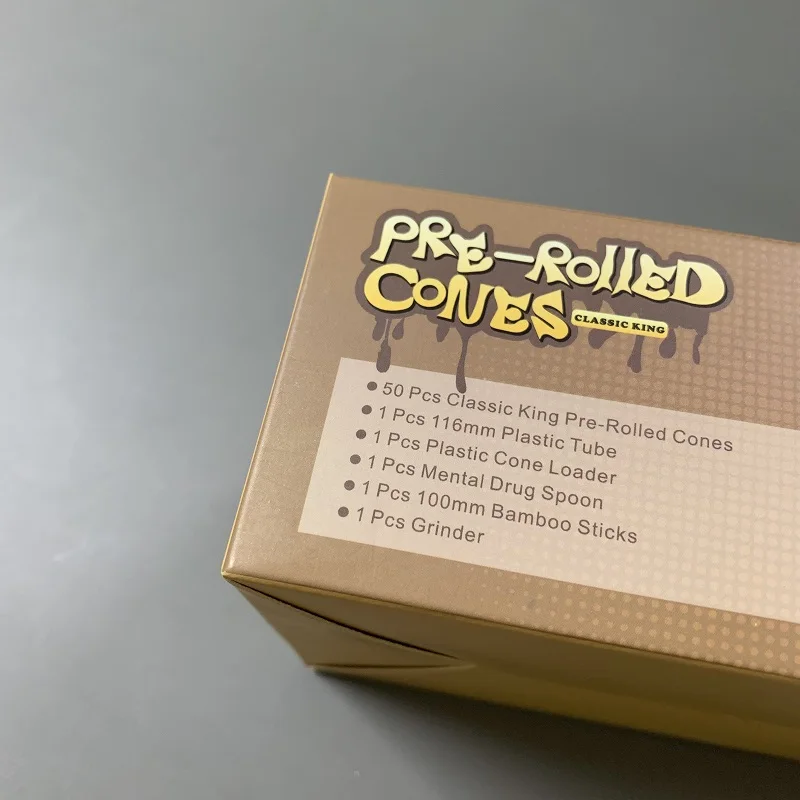 PRE-ROllED
CONES
CLASSIC KING
● 50 Pcs Classic King Pre-Rolled Cones
● 1 Pcs 116mm Plastic Tube
● 1 Pcs Plastic Cone Loader
● 1 Pcs Mental Drug Spoon
● 1 Pcs 100mm Bamboo Sticks
● 1 Pcs Grinder